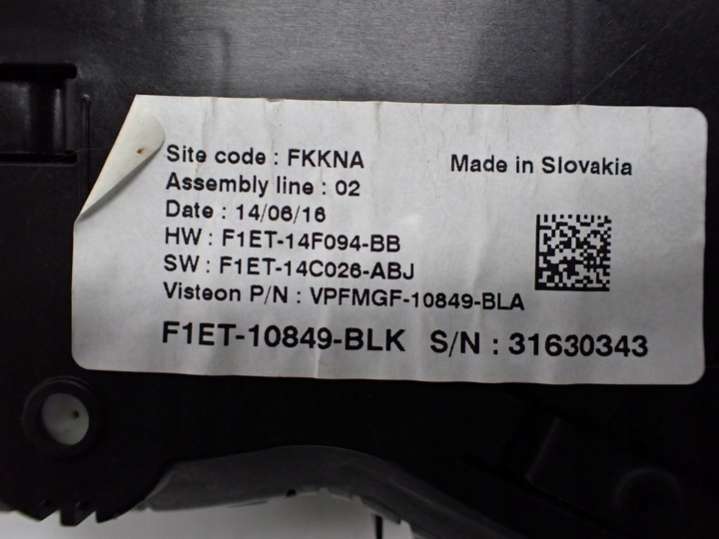 Site code : FKKNA
Made in Slovakia
Assembly line : 02
Date : 14/06/16
HW : F1ET-14F094-BB
SW : F1ET-14C026-ABJ
Visteon P/N : VPFMGF-10849-BLA
F1ET-10849-BLK S/N : 31630343